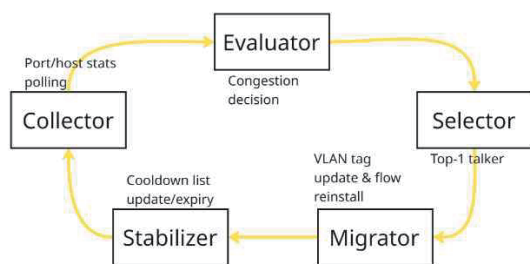 Evaluator
Port/host stats
polling
Congestion
decision
Collector
Selector
Top-1 talker
VLAN tag
update & flow
reinstall
Cooldown list
update/expiry
Stabilizer
Migrator